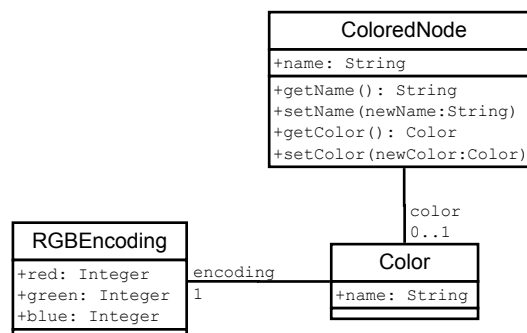 ColoredNode
+name: String
+getName(): String
+setName(newName:String)
+getColor(): Color
+setColor(newColor:Color)
color
0..1
RGBEncoding
+red: Integer
+green: Integer
+blue: Integer
encoding
1
Color
+name: String